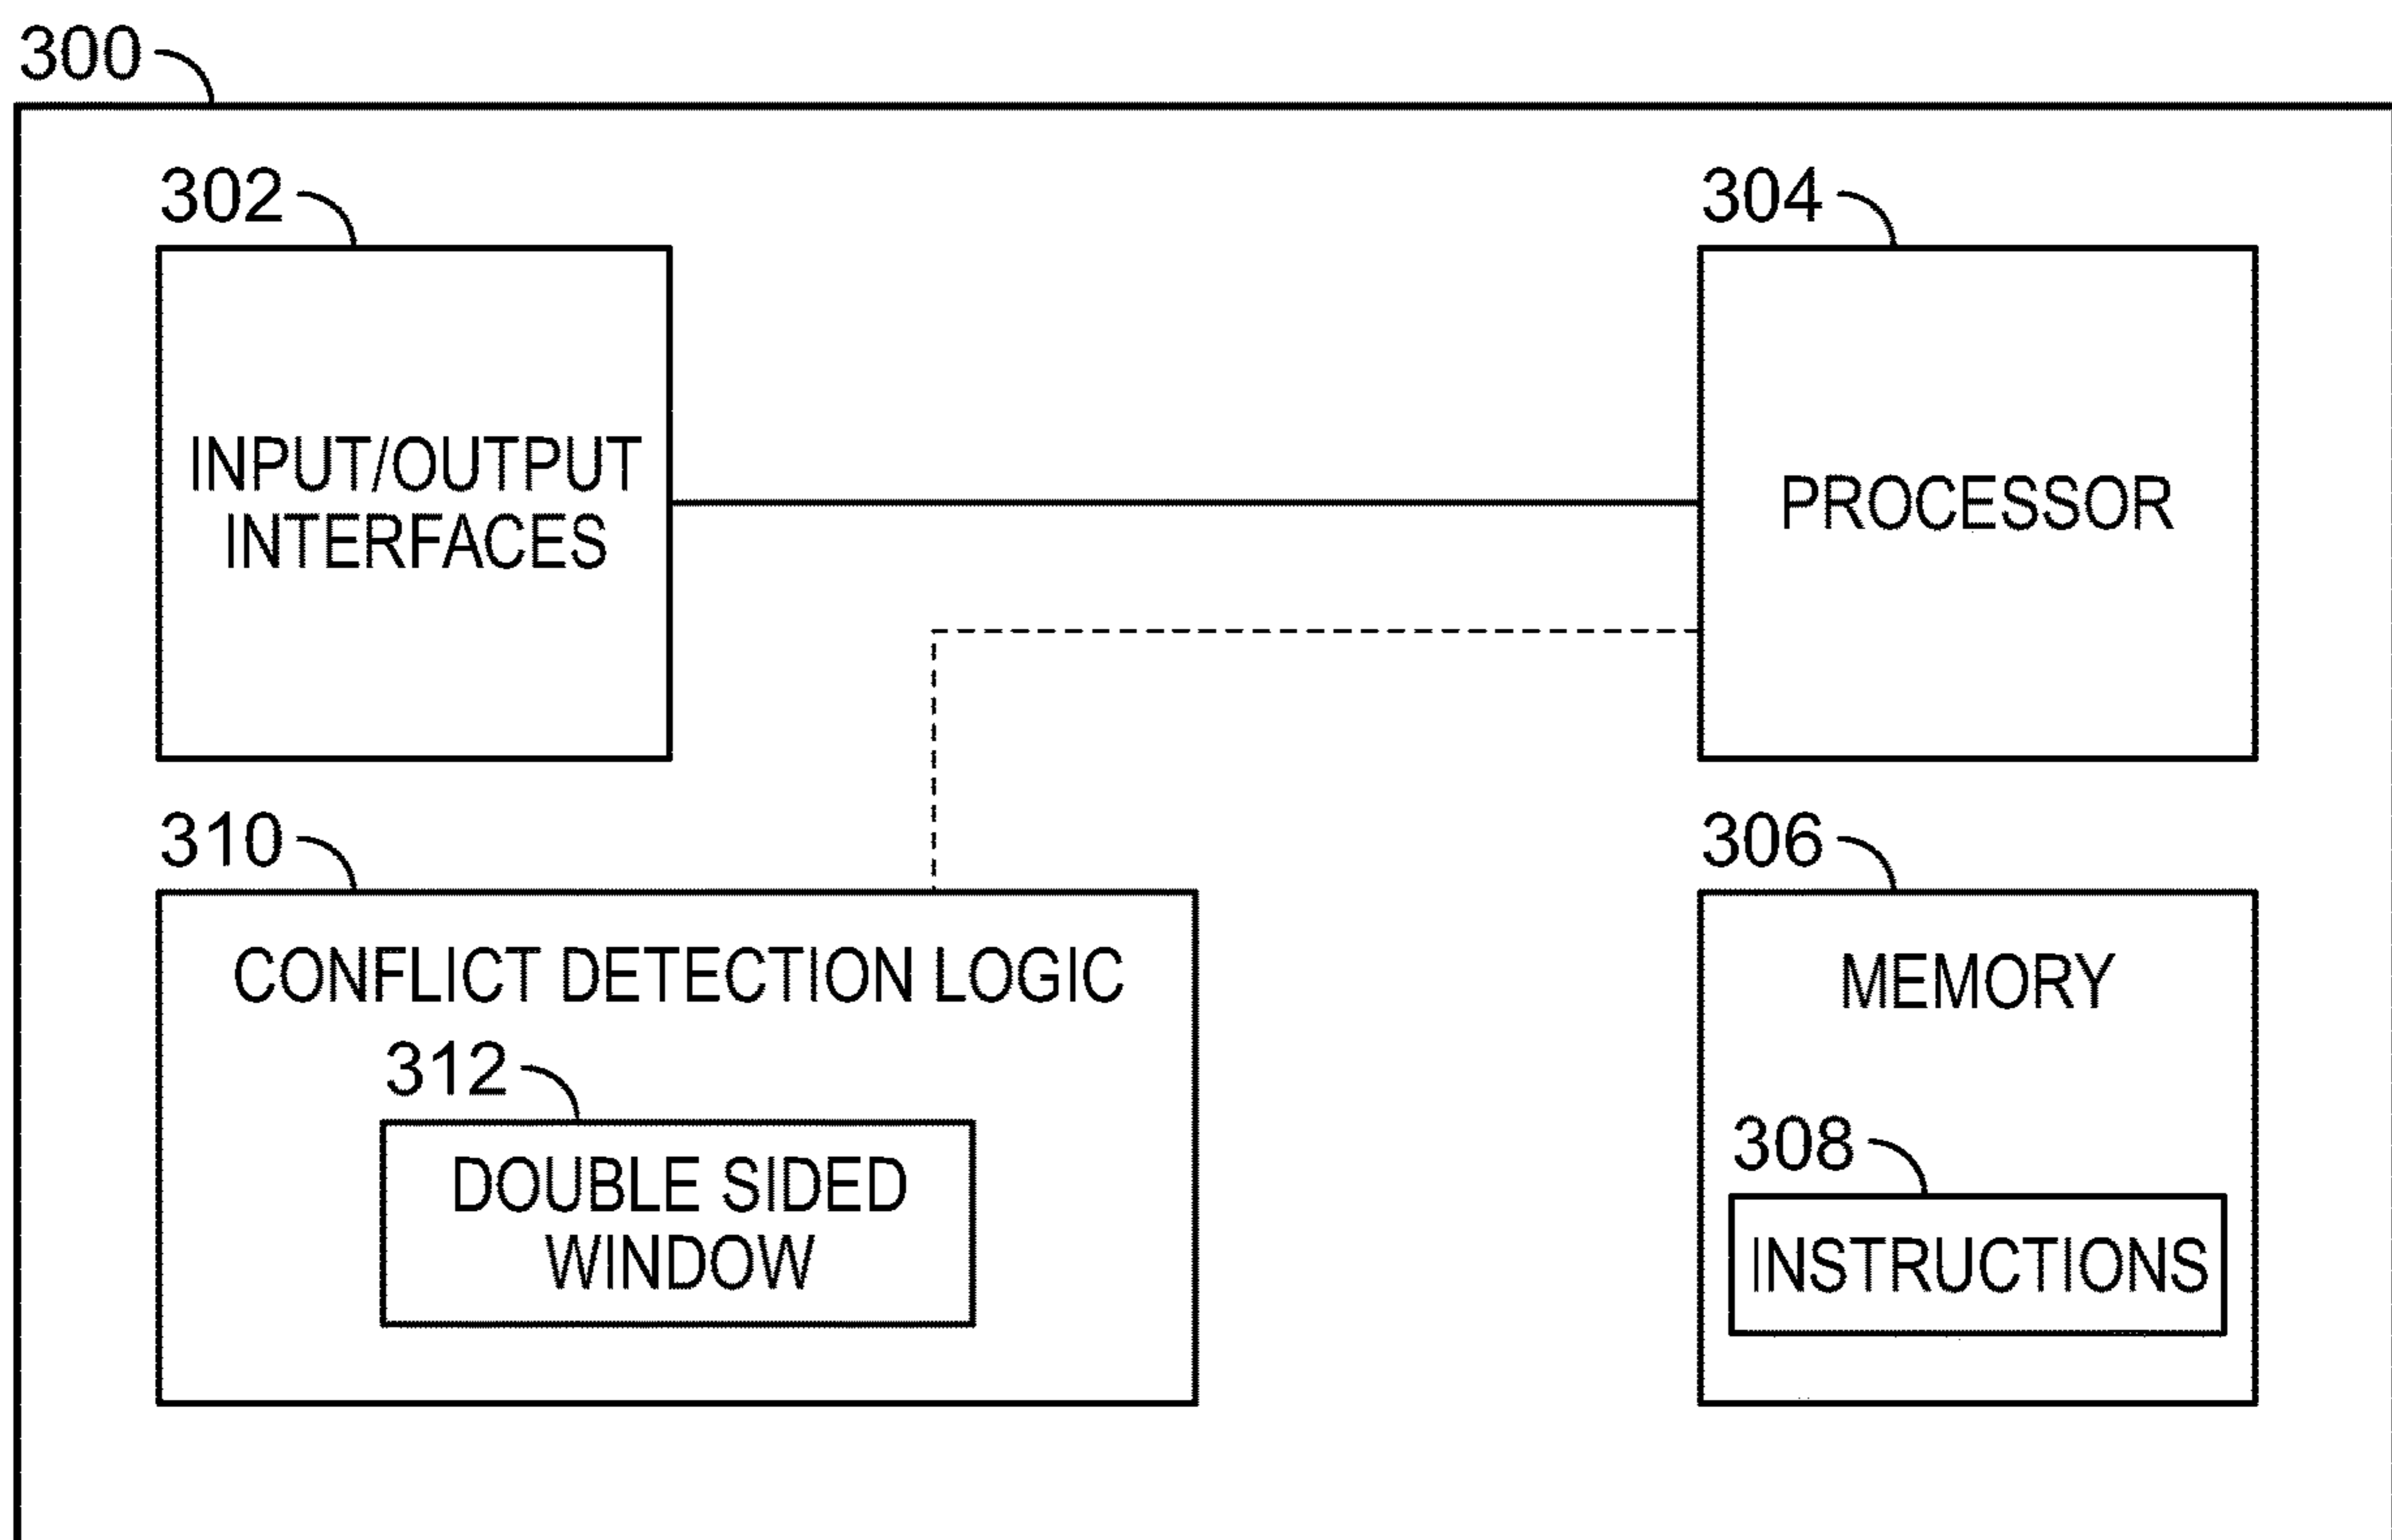 300
302
304
INPUT/OUTPUT
INTERFACES
PROCESSOR
310
306
CONFLICT DETECTION LOGIC
MEMORY
312
308
DOUBLE SIDED
WINDOW
INSTRUCTIONS